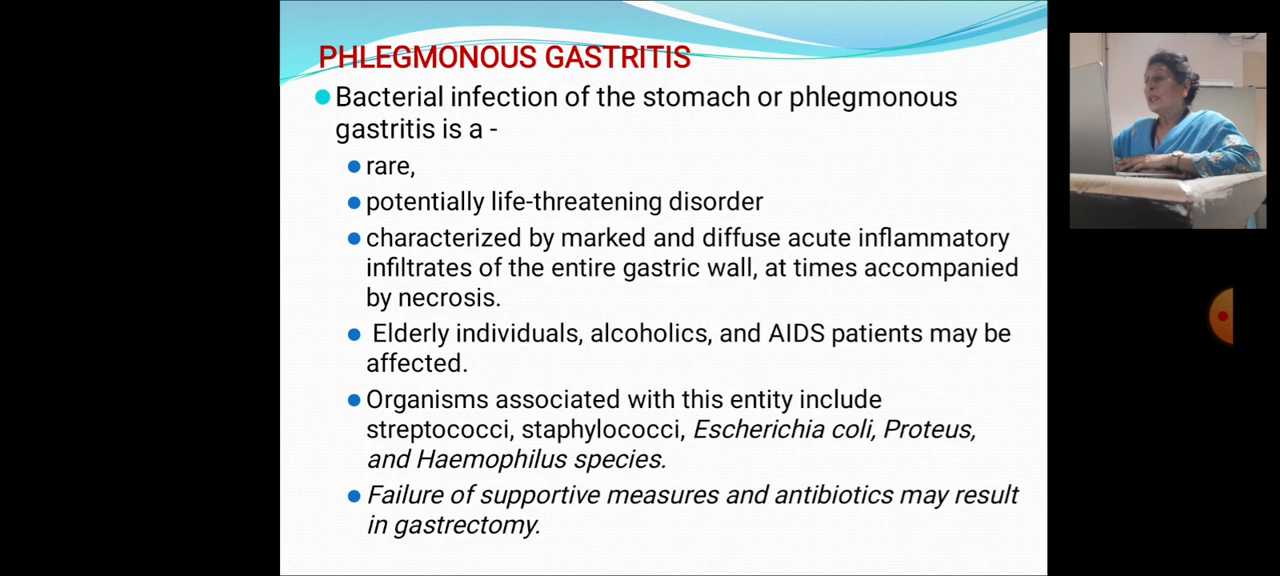 PHLEGMONOUS GASTRITIS
Bacterial infection of the stomach or phlegmonous
gastritis is a -
rare,
potentially life-threatening disorder
characterized by marked and diffuse acute inflammatory
infiltrates of the entire gastric wall, at times accompanied
by necrosis.
Elderly individuals, alcoholics, and AIDS patients may be
affected.
Organisms associated with this entity include
streptococci, staphylococci, Escherichia coli, Proteus,
and Haemophilus species.
Failure of supportive measures and antibiotics may result
in gastrectomy.